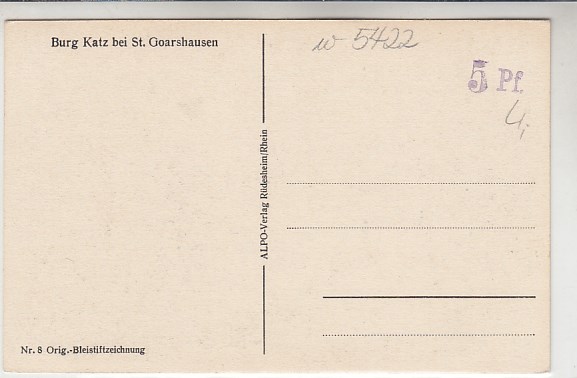 Burg Katz bei St. Goarshausen
w 5422
5 Pf.
4,
ALPO-Verlag Rüdesheim/Rhein
Nr. 8 Orig.-Bleistiftzeichnung